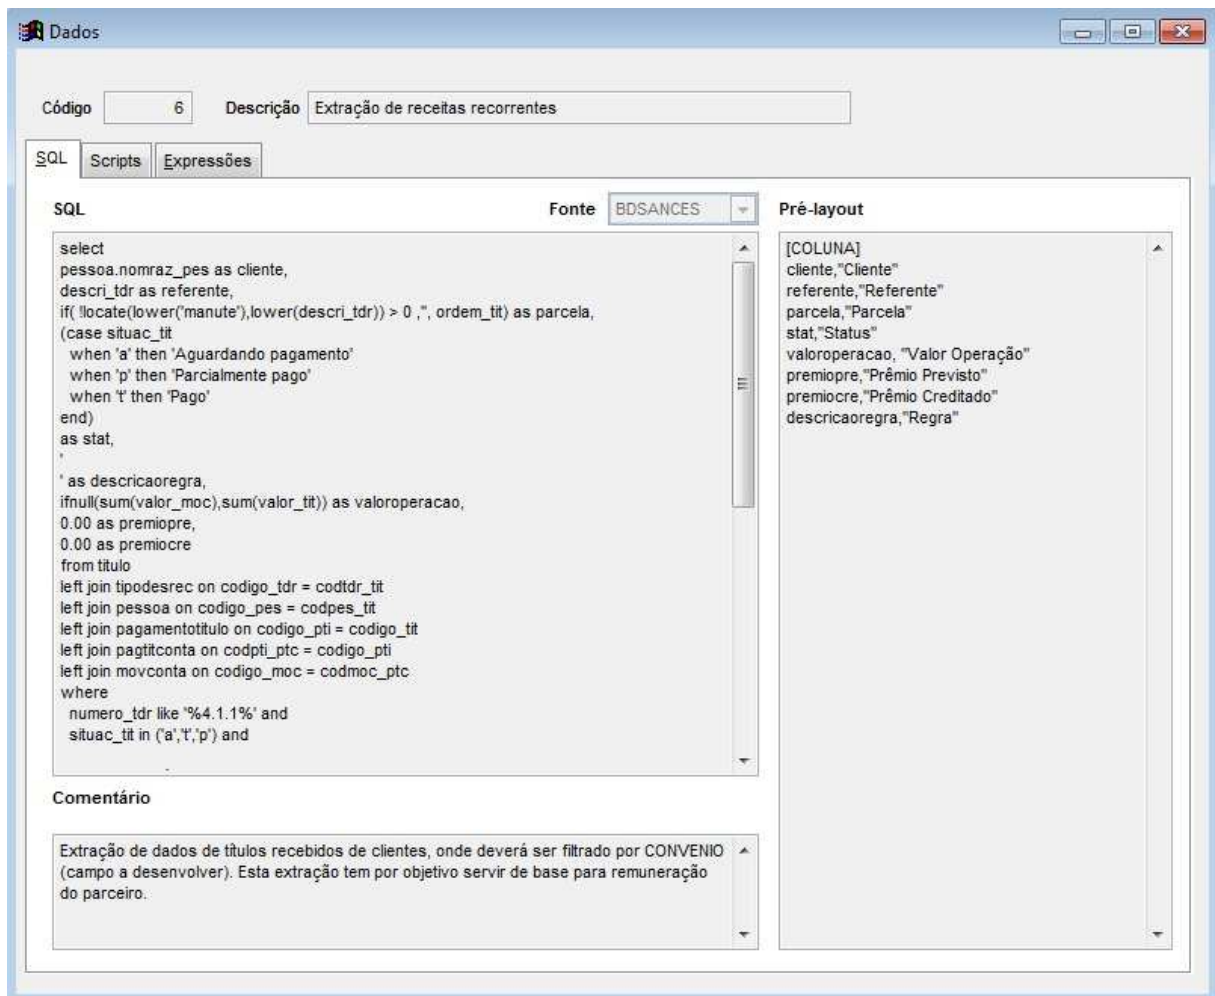 Dados
Código 6 Descrição Extração de receitas recorrentes
SQL Scripts Expressões
SQL Fonte BDSANCES
select
pessoa.nomraz_pes as cliente,
descri_tdr as referente,
if( !locate(lower('manute'),lower(descri_tdr)) > 0 ,'', ordem_tit) as parcela,
(case situac_tit
when 'a' then 'Aguardando pagamento'
when 'p' then 'Parcialmente pago'
when 't' then 'Pago'
end)
as stat,
'
' as descricaoregra,
ifnull(sum(valor_moc),sum(valor_tit)) as valoroperacao,
0.00 as premiopre,
0.00 as premiocre
from titulo
left join tipodesrec on codigo_tdr = codtdr_tit
left join pessoa on codigo_pes = codpes_tit
left join pagamentotitulo on codigo_pti = codigo_tit
left join pagtitconta on codpti_ptc = codigo_pti
left join movconta on codigo_moc = codmoc_ptc
where
numero_tdr like '%4.1.1%' and
situac_tit in ('a','t','p') and
Pré-layout
[COLUNA]
cliente,"Cliente"
referente,"Referente"
parcela,"Parcela"
stat,"Status"
valoroperacao, "Valor Operação"
premiopre,"Prêmio Previsto"
premiocre,"Prêmio Creditado"
descricaoregra,"Regra"
Comentário
Extração de dados de títulos recebidos de clientes, onde deverá ser filtrado por CONVENIO
(campo a desenvolver). Esta extração tem por objetivo servir de base para remuneração
do parceiro.